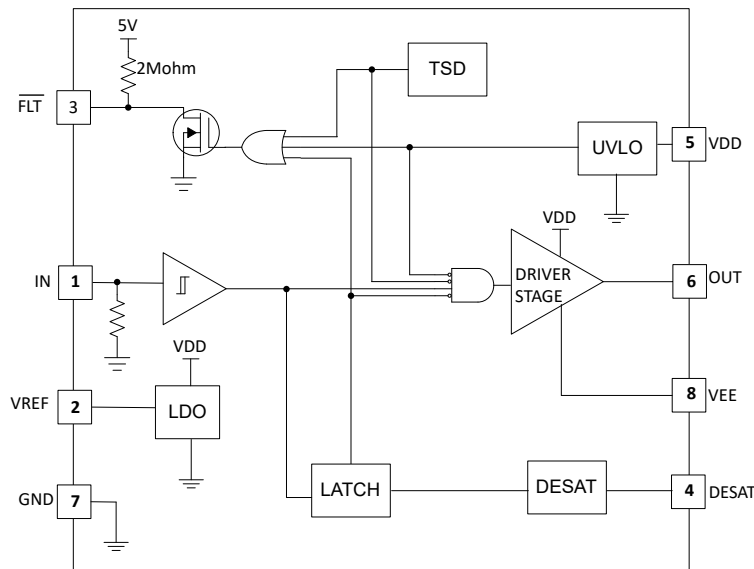 5V
2Mohm
TSD
FLT
3
UVLO
5
VDD
VDD
IN
1
DRIVER
STAGE
6
OUT
VDD
VREF
2
LDO
8
VEE
GND
7
LATCH
DESAT
4
DESAT